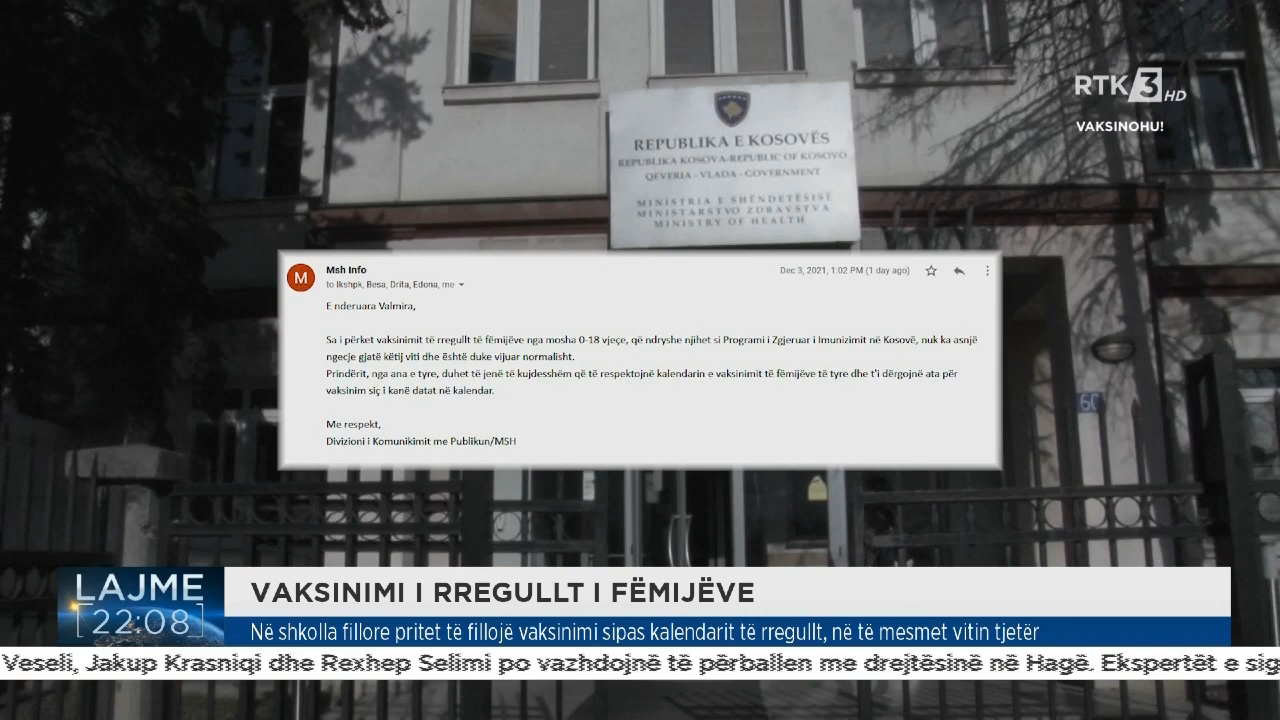 RTK 3 HD
VAKSINOHU!
REPUBLIKA E KOSOVËS
REPUBLIKA KOSOVA-REPUBLIC OF KOSOVO
QEVERIA - VLADA - GOVERNMENT
MINISTRIA E SHËNDETËSISË
MINISTARSTVO ZDRAVSTVA
MINISTRY OF HEALTH
M
Msh Info
Dec 3, 2021, 1:02 PM (1 day ago)
to Ikshpk, Besa, Drita, Edona, me
E nderuara Valmira,
Sa i përket vaksinimit të rregullt të fëmijëve nga mosha 0-18 vjeçe, që ndryshe njihet si Programi i Zgjeruar i Imunizimit në Kosovë, nuk ka asnjë
ngecje gjatë këtij viti dhe është duke vijuar normalisht.
Prindërit, nga ana e tyre, duhet të jenë të kujdesshëm që të respektojnë kalendarin e vaksinimit të fëmijëve të tyre dhe t'i dërgojnë ata për
vaksinim siç i kanë datat në kalendar.
Me respekt,
Divizioni i Komunikimit me Publikun/MSH
LAJME
22:08
VAKSINIMI I RREGULLT I FËMIJËVE
Në shkolla fillore pritet të fillojë vaksinimi sipas kalendarit të rregullt, në të mesmet vitin tjetër
Veseli, Jakup Krasniqi dhe Rexhep Selimi po vazhdojnë të përballen me drejtësinë në Hagë. Ekspertët e sig